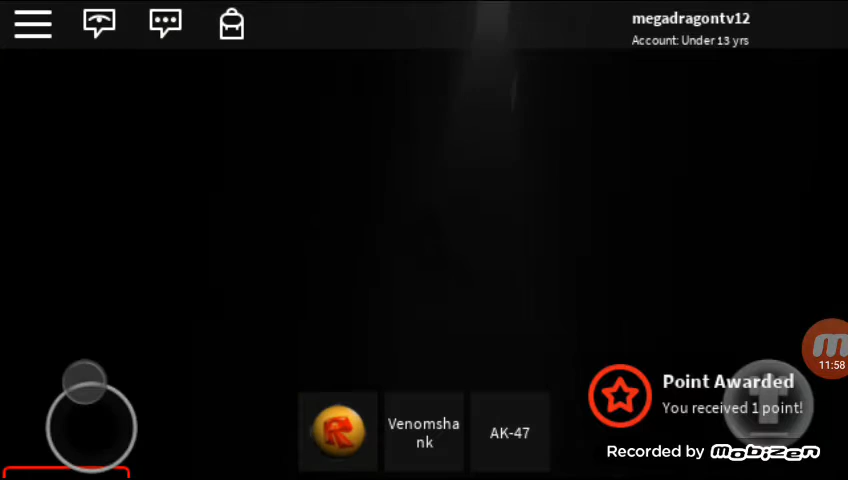 megadragontv12
Account: Under 13 yrs
11:58
Point Awarded
You received 1 point!
Venomsha
nk
AK-47
R
Recorded by mobizen